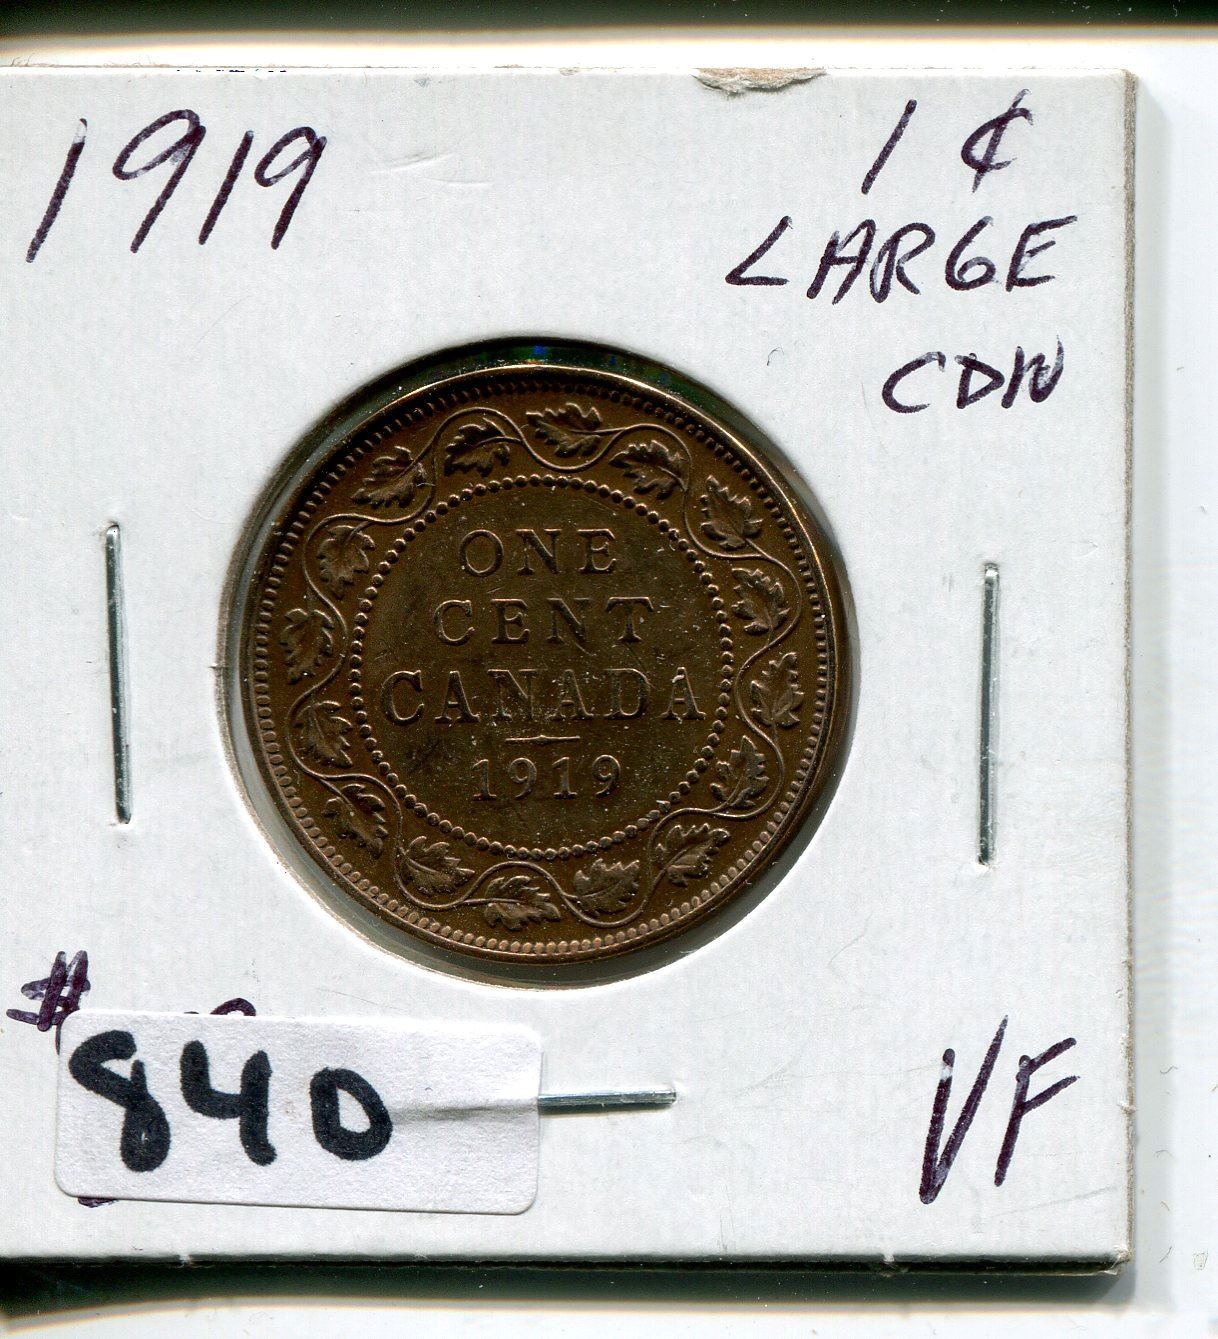 1919
1 ¢
LARGE
CDN
ONE
CENT
CANADA
1919
#
840
VF